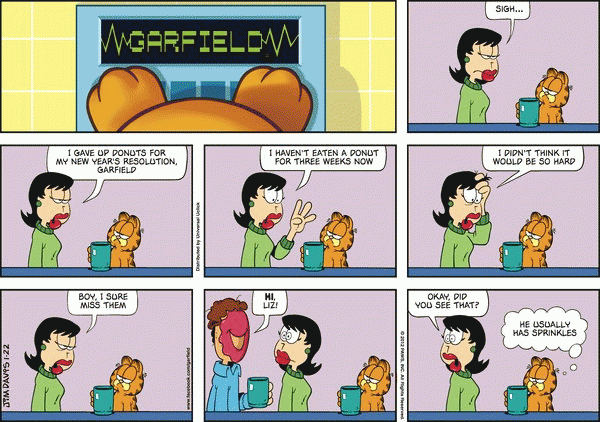 GARFIELD
SIGH...
I GAVE UP DONUTS FOR
MY NEW YEAR'S RESOLUTION,
GARFIELD
I HAVEN'T EATEN A DONUT
FOR THREE WEEKS NOW
Distributed by Universal Uclick
I DIDN'T THINK IT
WOULD BE SO HARD
BOY, I SURE
MISS THEM
JIM DAVIS 1-22
www.facebook.com/garfield
HI,
LIZ!
© 2012 PAWS, INC. All Rights Reserved.
OKAY, DID
YOU SEE THAT?
HE USUALLY
HAS SPRINKLES